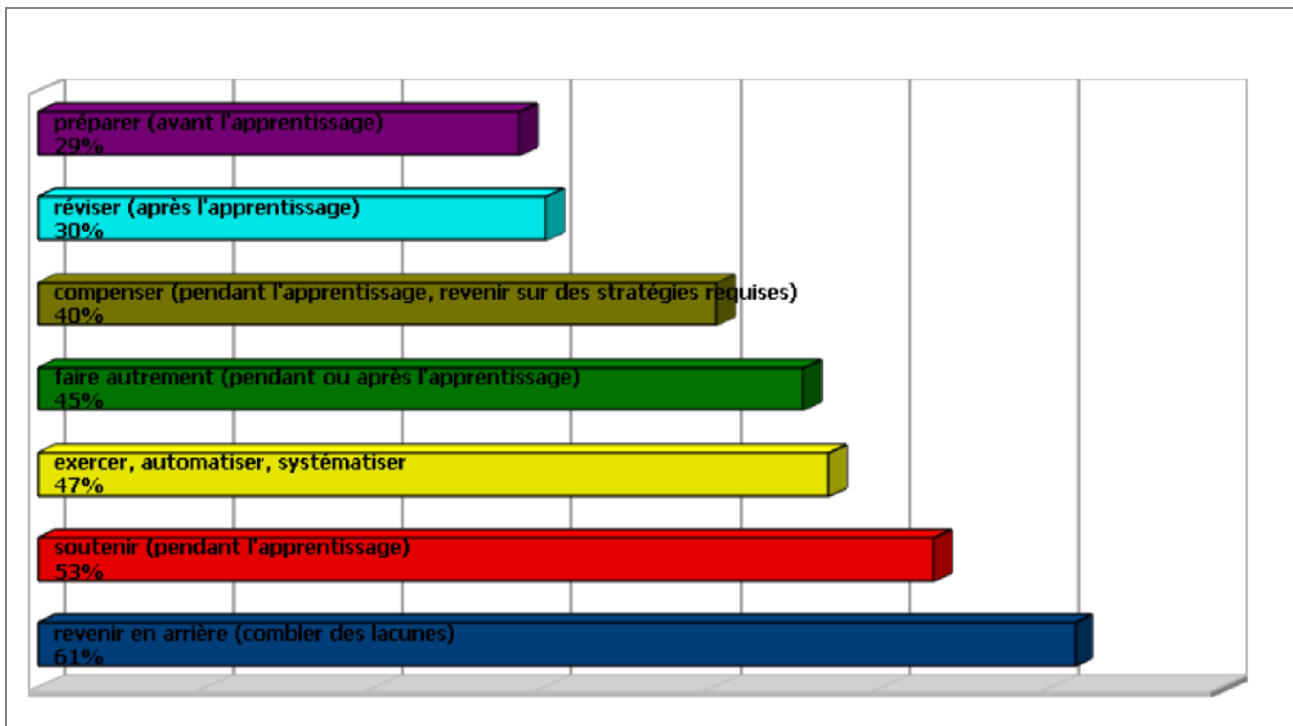 préparer (avant l'apprentissage)
29%
réviser (après l'apprentissage)
30%
compenser (pendant l'apprentissage, revenir sur des stratégies requises)
40%
faire autrement (pendant ou après l'apprentissage)
45%
exercer, automatiser, systématiser
47%
soutenir (pendant l'apprentissage)
53%
revenir en arrière (combler des lacunes)
61%